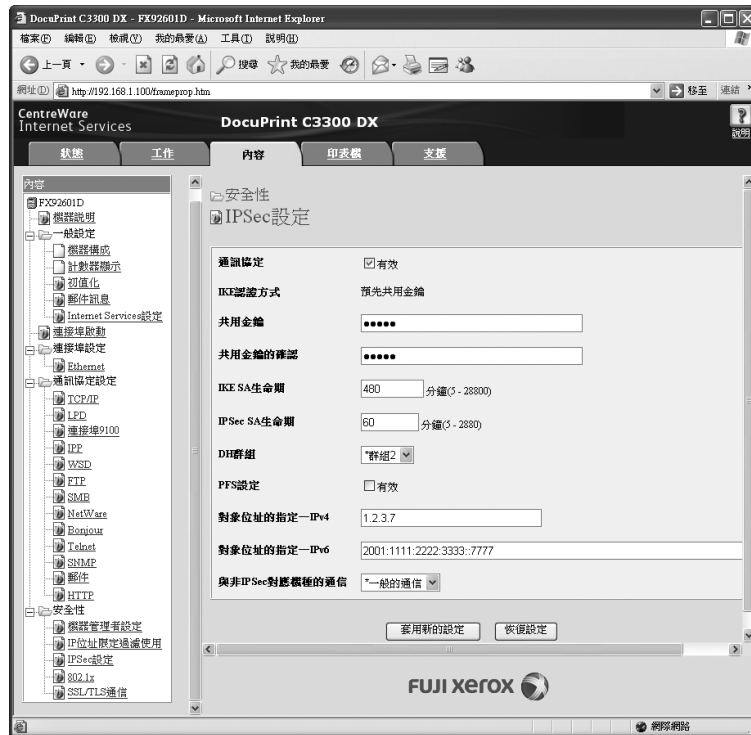 DocuPrint C3300 DX - FX92601D - Microsoft Internet Explorer
檔案(F) 編輯(E) 檢視(V) 我的最愛(A) 工具(T) 說明(H)
上一頁 搜尋 我的最愛
網址(D) http://192.168.1.100/frameprop.htm 移至 連結
CentreWare
Internet Services
DocuPrint C3300 DX
說明
狀態 工作 內容 印表機 支援
內容
FX92601D
機器說明
一般設定
機器構成
計數器顯示
初值化
郵件訊息
Internet Services設定
連接埠啟動
連接埠設定
Ethernet
通訊協定設定
TCP/IP
LPD
連接埠9100
IPP
WSD
FTP
SMB
NetWare
Bonjour
Telnet
SNMP
郵件
HTTP
安全性
機器管理者設定
IP位址限定過濾使用
IPSec設定
802.1x
SSL/TLS通信
安全性
IPSec設定
通訊協定 有效
IKE認證方式 預先共用金鑰
共用金鑰 •••••
共用金鑰的確認 •••••
IKE SA生命期 480 分鐘(5 - 28800)
IPSec SA生命期 60 分鐘(5 - 2880)
DH群組 *群組2
PFS設定 有效
對象位址的指定—IPv4 1.2.3.7
對象位址的指定—IPv6 2001:1111:2222:3333::7777
與非IPSec對應機種的通信 *一般的通信
套用新的設定 恢復設定
FUJI XEROX
網際網路